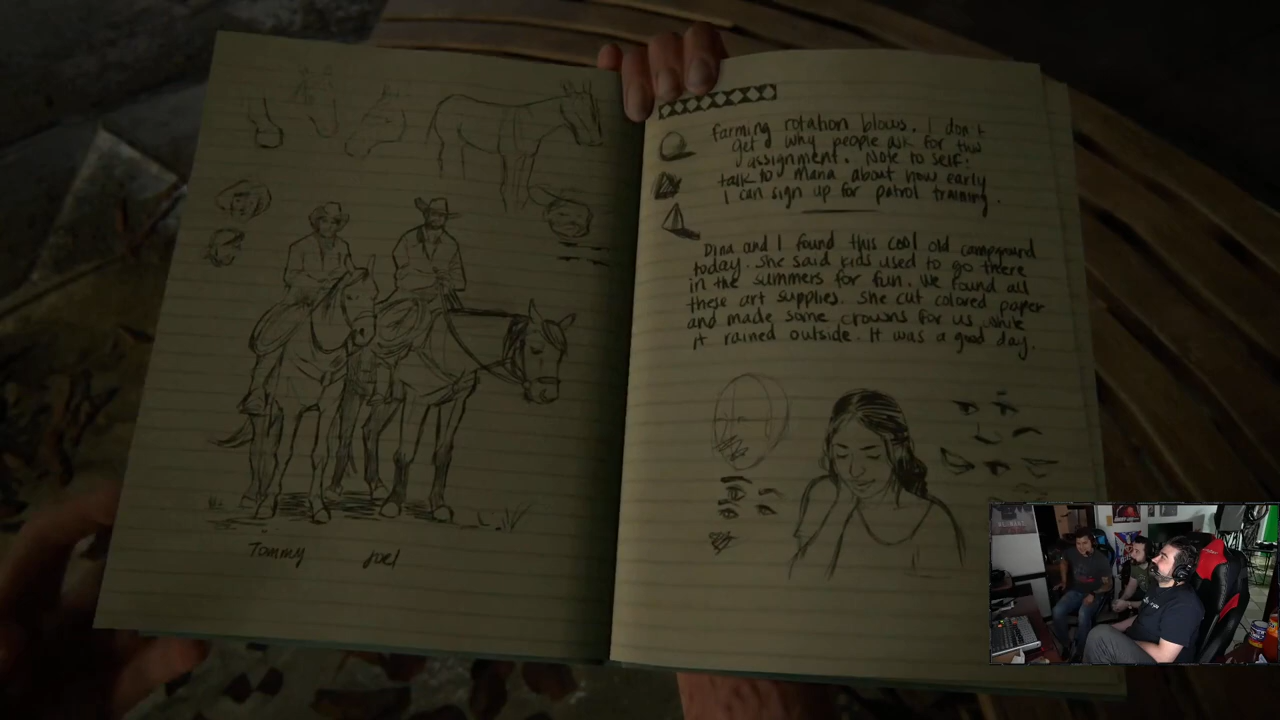 Tommy
Joel
farming rotation blows. I don't
get why people ask for this
assignment. Note to self:
talk to Maria about how early
I can sign up for patrol training.
Dina and I found this cool old campground
today. She said kids used to go there
in the summers for fun. We found all
these art supplies. She cut colored paper
and made some crowns for us while
it rained outside. It was a good day.